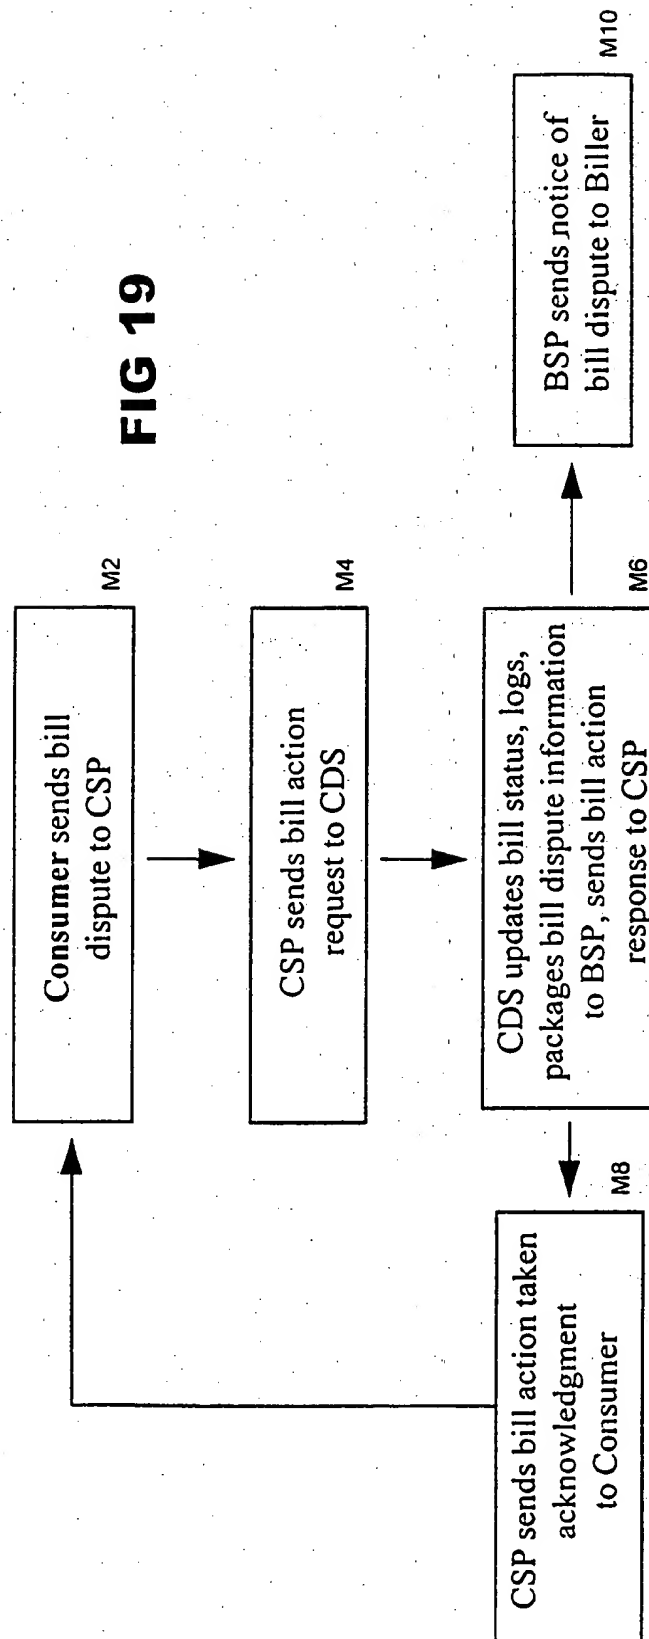 FIG 19
Consumer sends bill
dispute to CSP
M2
CSP sends bill action
request to CDS
M4
CDS updates bill status, logs,
packages bill dispute information
to BSP, sends bill action
response to CSP
M6
CSP sends bill action taken
acknowledgment
to Consumer
M8
BSP sends notice of
bill dispute to Biller
M10